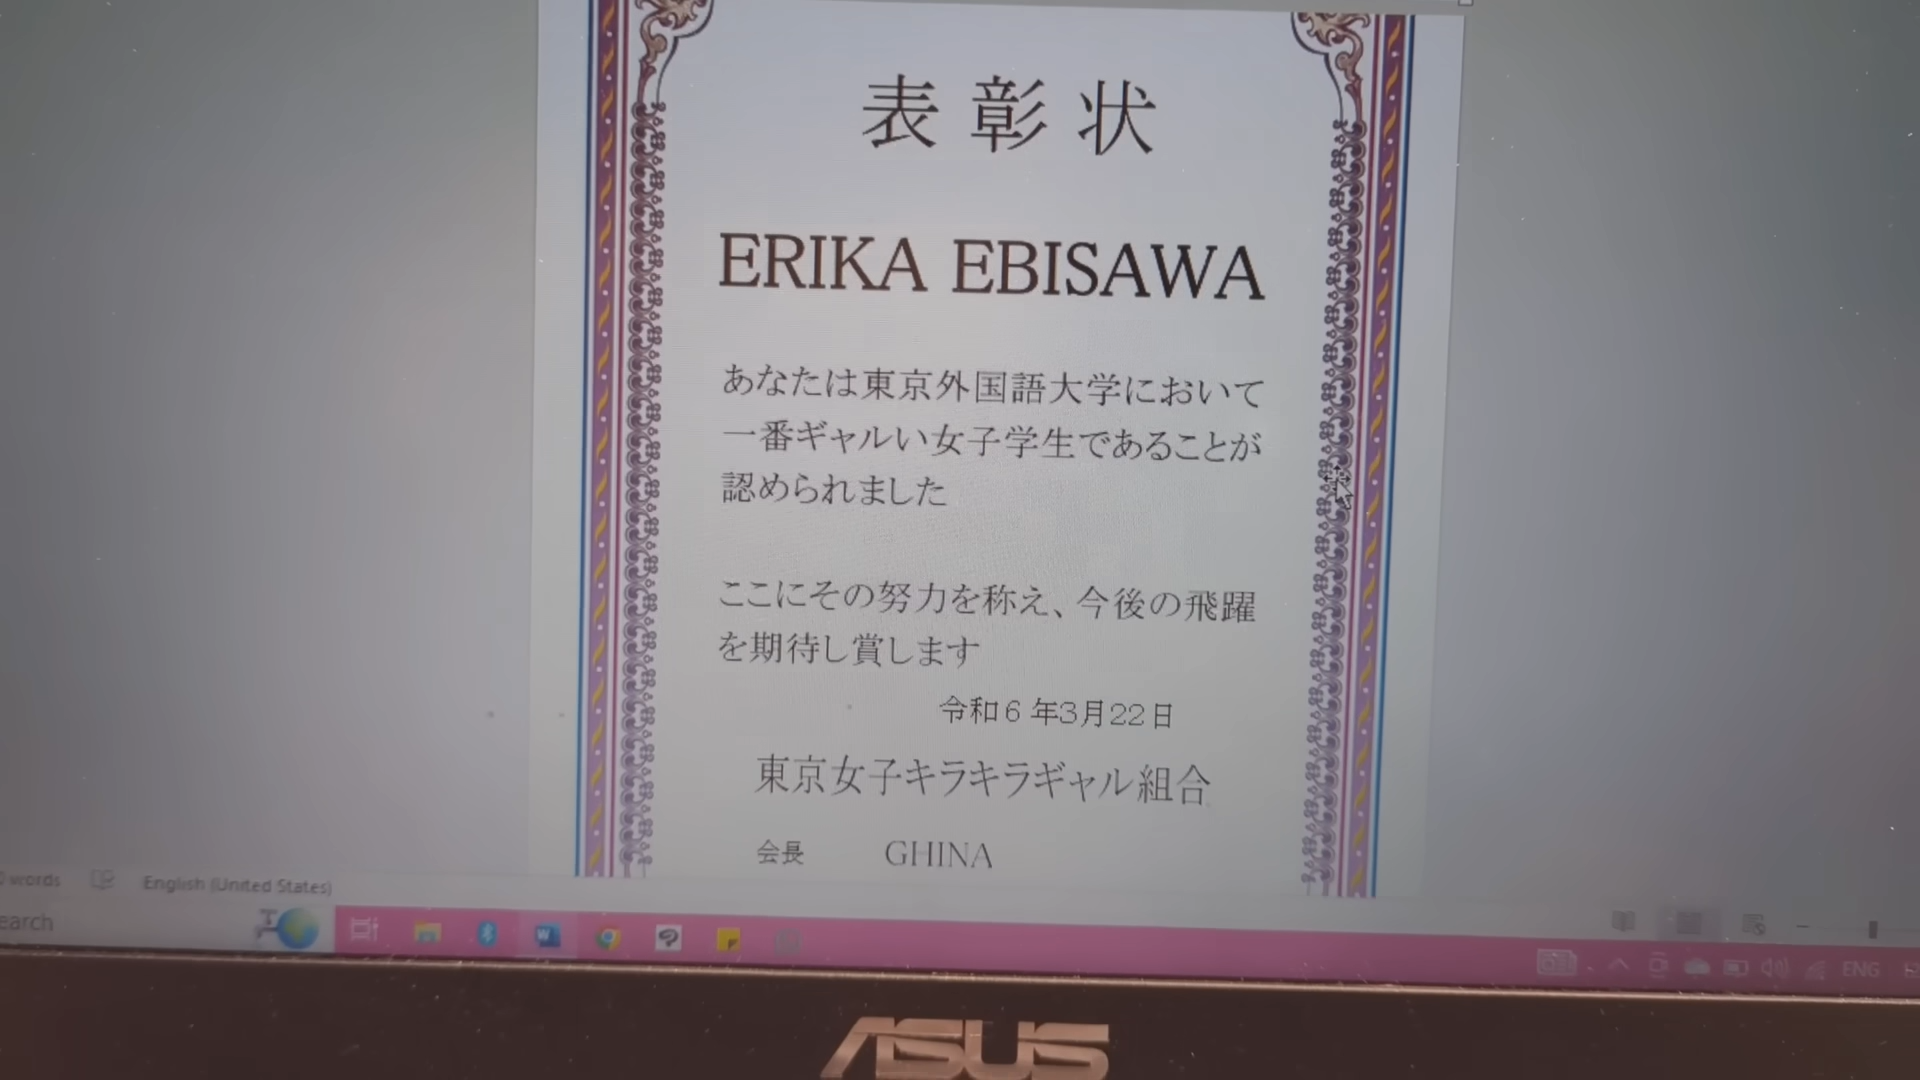 表彰状
ERIKA EBISAWA
あなたは東京外国語大学において
一番ギャルい女子学生であることが
認められました
ここにその努力を称え、今後の飛躍
を期待し賞します
令和6年3月22日
東京女子キラキラギャル組合
会長 GHINA
words English (United States)
earch
ENG
ASUS